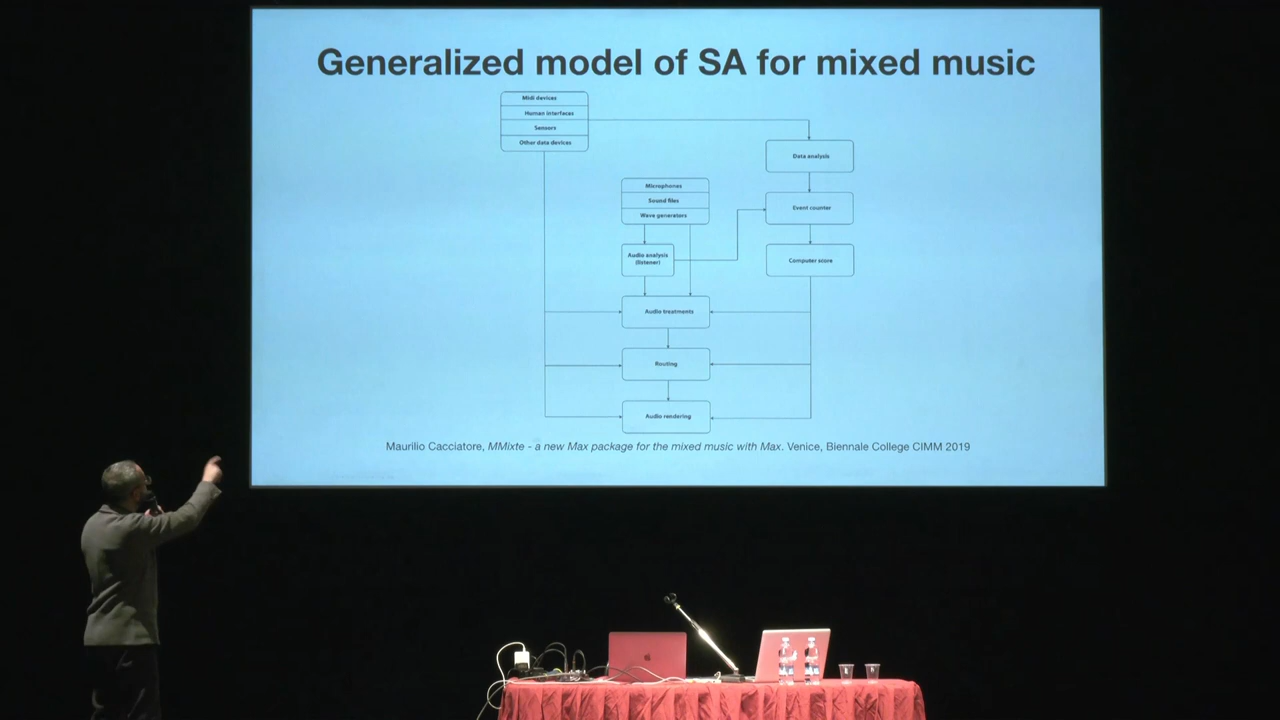 Generalized model of SA for mixed music
Midi devices
Human interfaces
Sensors
Other data devices
Data analysis
Microphones
Sound files
Wave generators
Event counter
Audio analysis
(listener)
Computer score
Audio treatments
Routing
Audio rendering
Maurilio Cacciatore, MMixte - a new Max package for the mixed music with Max. Venice, Biennale College CIMM 2019